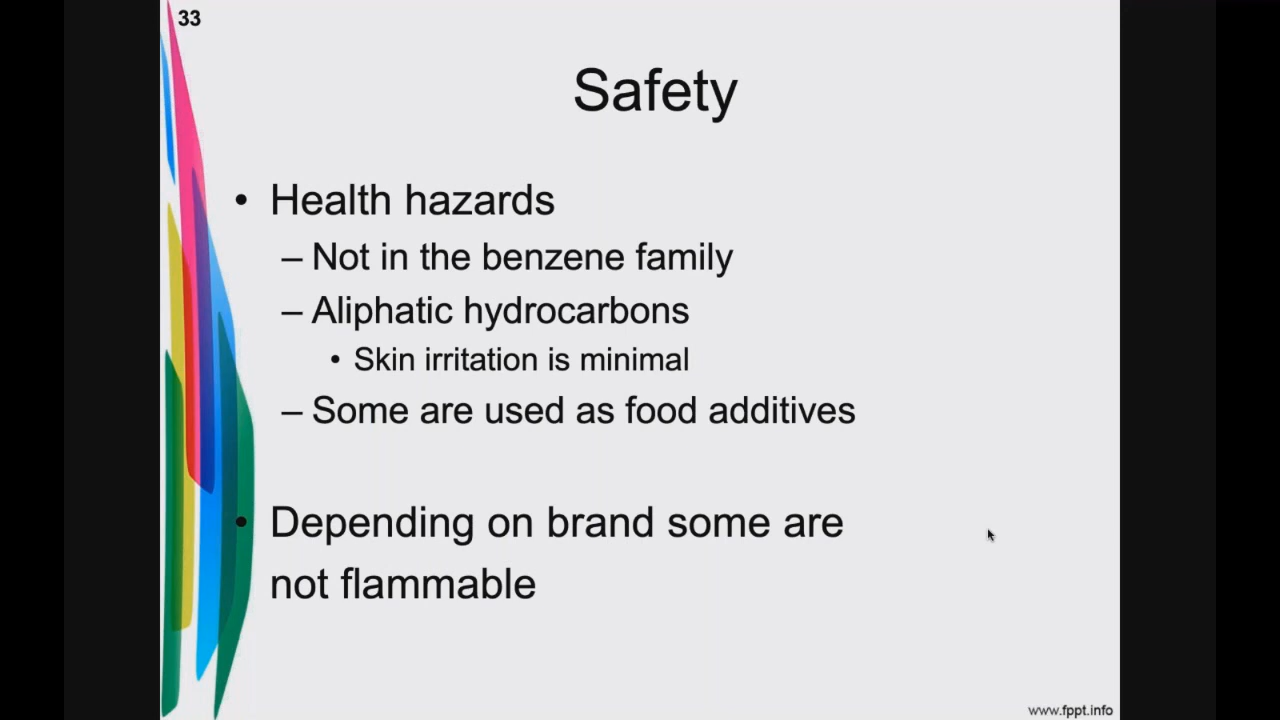 33
Safety
• Health hazards
– Not in the benzene family
– Aliphatic hydrocarbons
• Skin irritation is minimal
– Some are used as food additives
• Depending on brand some are
not flammable
www.fppt.info